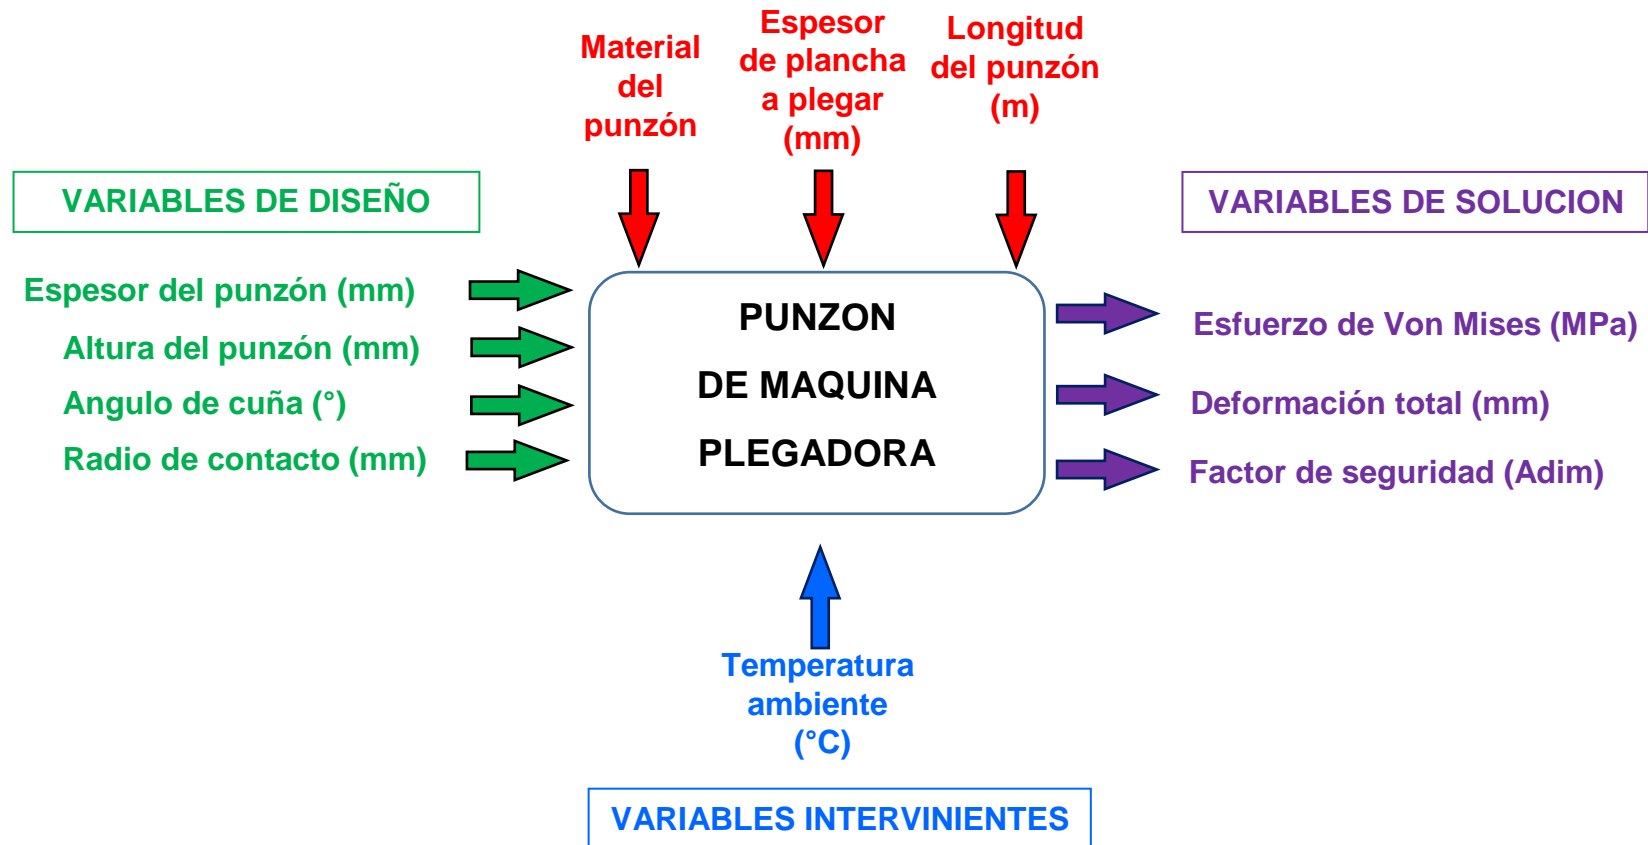 Material
del
punzón
Espesor
de plancha
a plegar
(mm)
Longitud
del punzón
(m)
VARIABLES DE DISEÑO
Espesor del punzón (mm)
Altura del punzón (mm)
Angulo de cuña (°)
Radio de contacto (mm)
PUNZON
DE MAQUINA
PLEGADORA
VARIABLES DE SOLUCION
Esfuerzo de Von Mises (MPa)
Deformación total (mm)
Factor de seguridad (Adim)
Temperatura
ambiente
(°C)
VARIABLES INTERVINIENTES